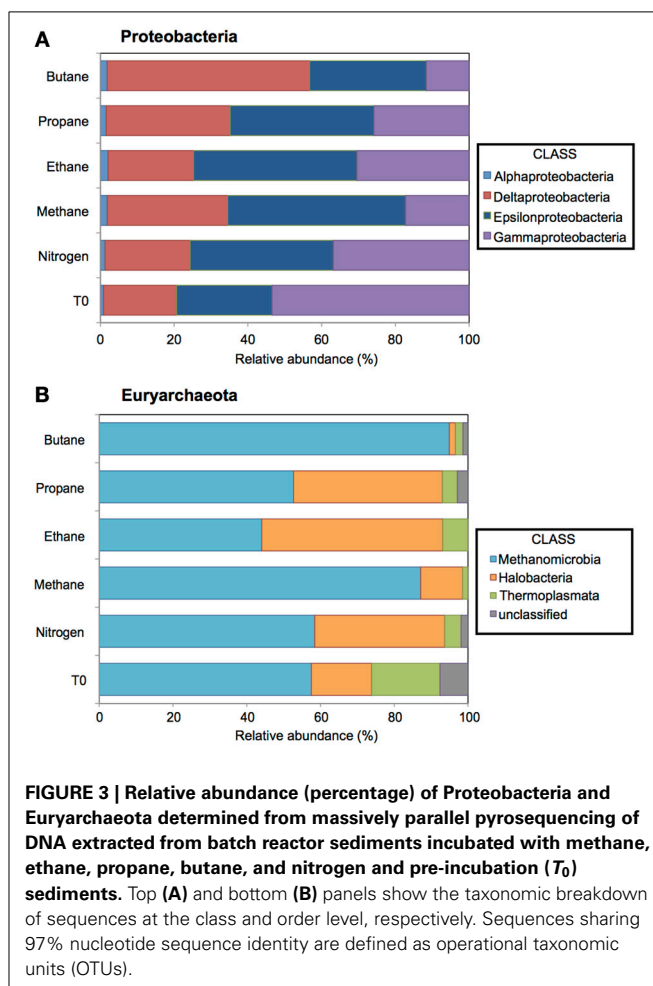 A Proteobacteria
Butane
Propane
Ethane
Methane
Nitrogen
T0
0 20 40 60 80 100
Relative abundance (%)
CLASS
Alphaproteobacteria
Deltaproteobacteria
Epsilonproteobacteria
Gammaproteobacteria
B Euryarchaeota
Butane
Propane
Ethane
Methane
Nitrogen
T0
0 20 40 60 80 100
Relative abundance (%)
CLASS
Methanomicrobia
Halobacteria
Thermoplasmata
unclassified
FIGURE 3 | Relative abundance (percentage) of Proteobacteria and
Euryarchaeota determined from massively parallel pyrosequencing of
DNA extracted from batch reactor sediments incubated with methane,
ethane, propane, butane, and nitrogen and pre-incubation (T0)
sediments. Top (A) and bottom (B) panels show the taxonomic breakdown
of sequences at the class and order level, respectively. Sequences sharing
97% nucleotide sequence identity are defined as operational taxonomic
units (OTUs).